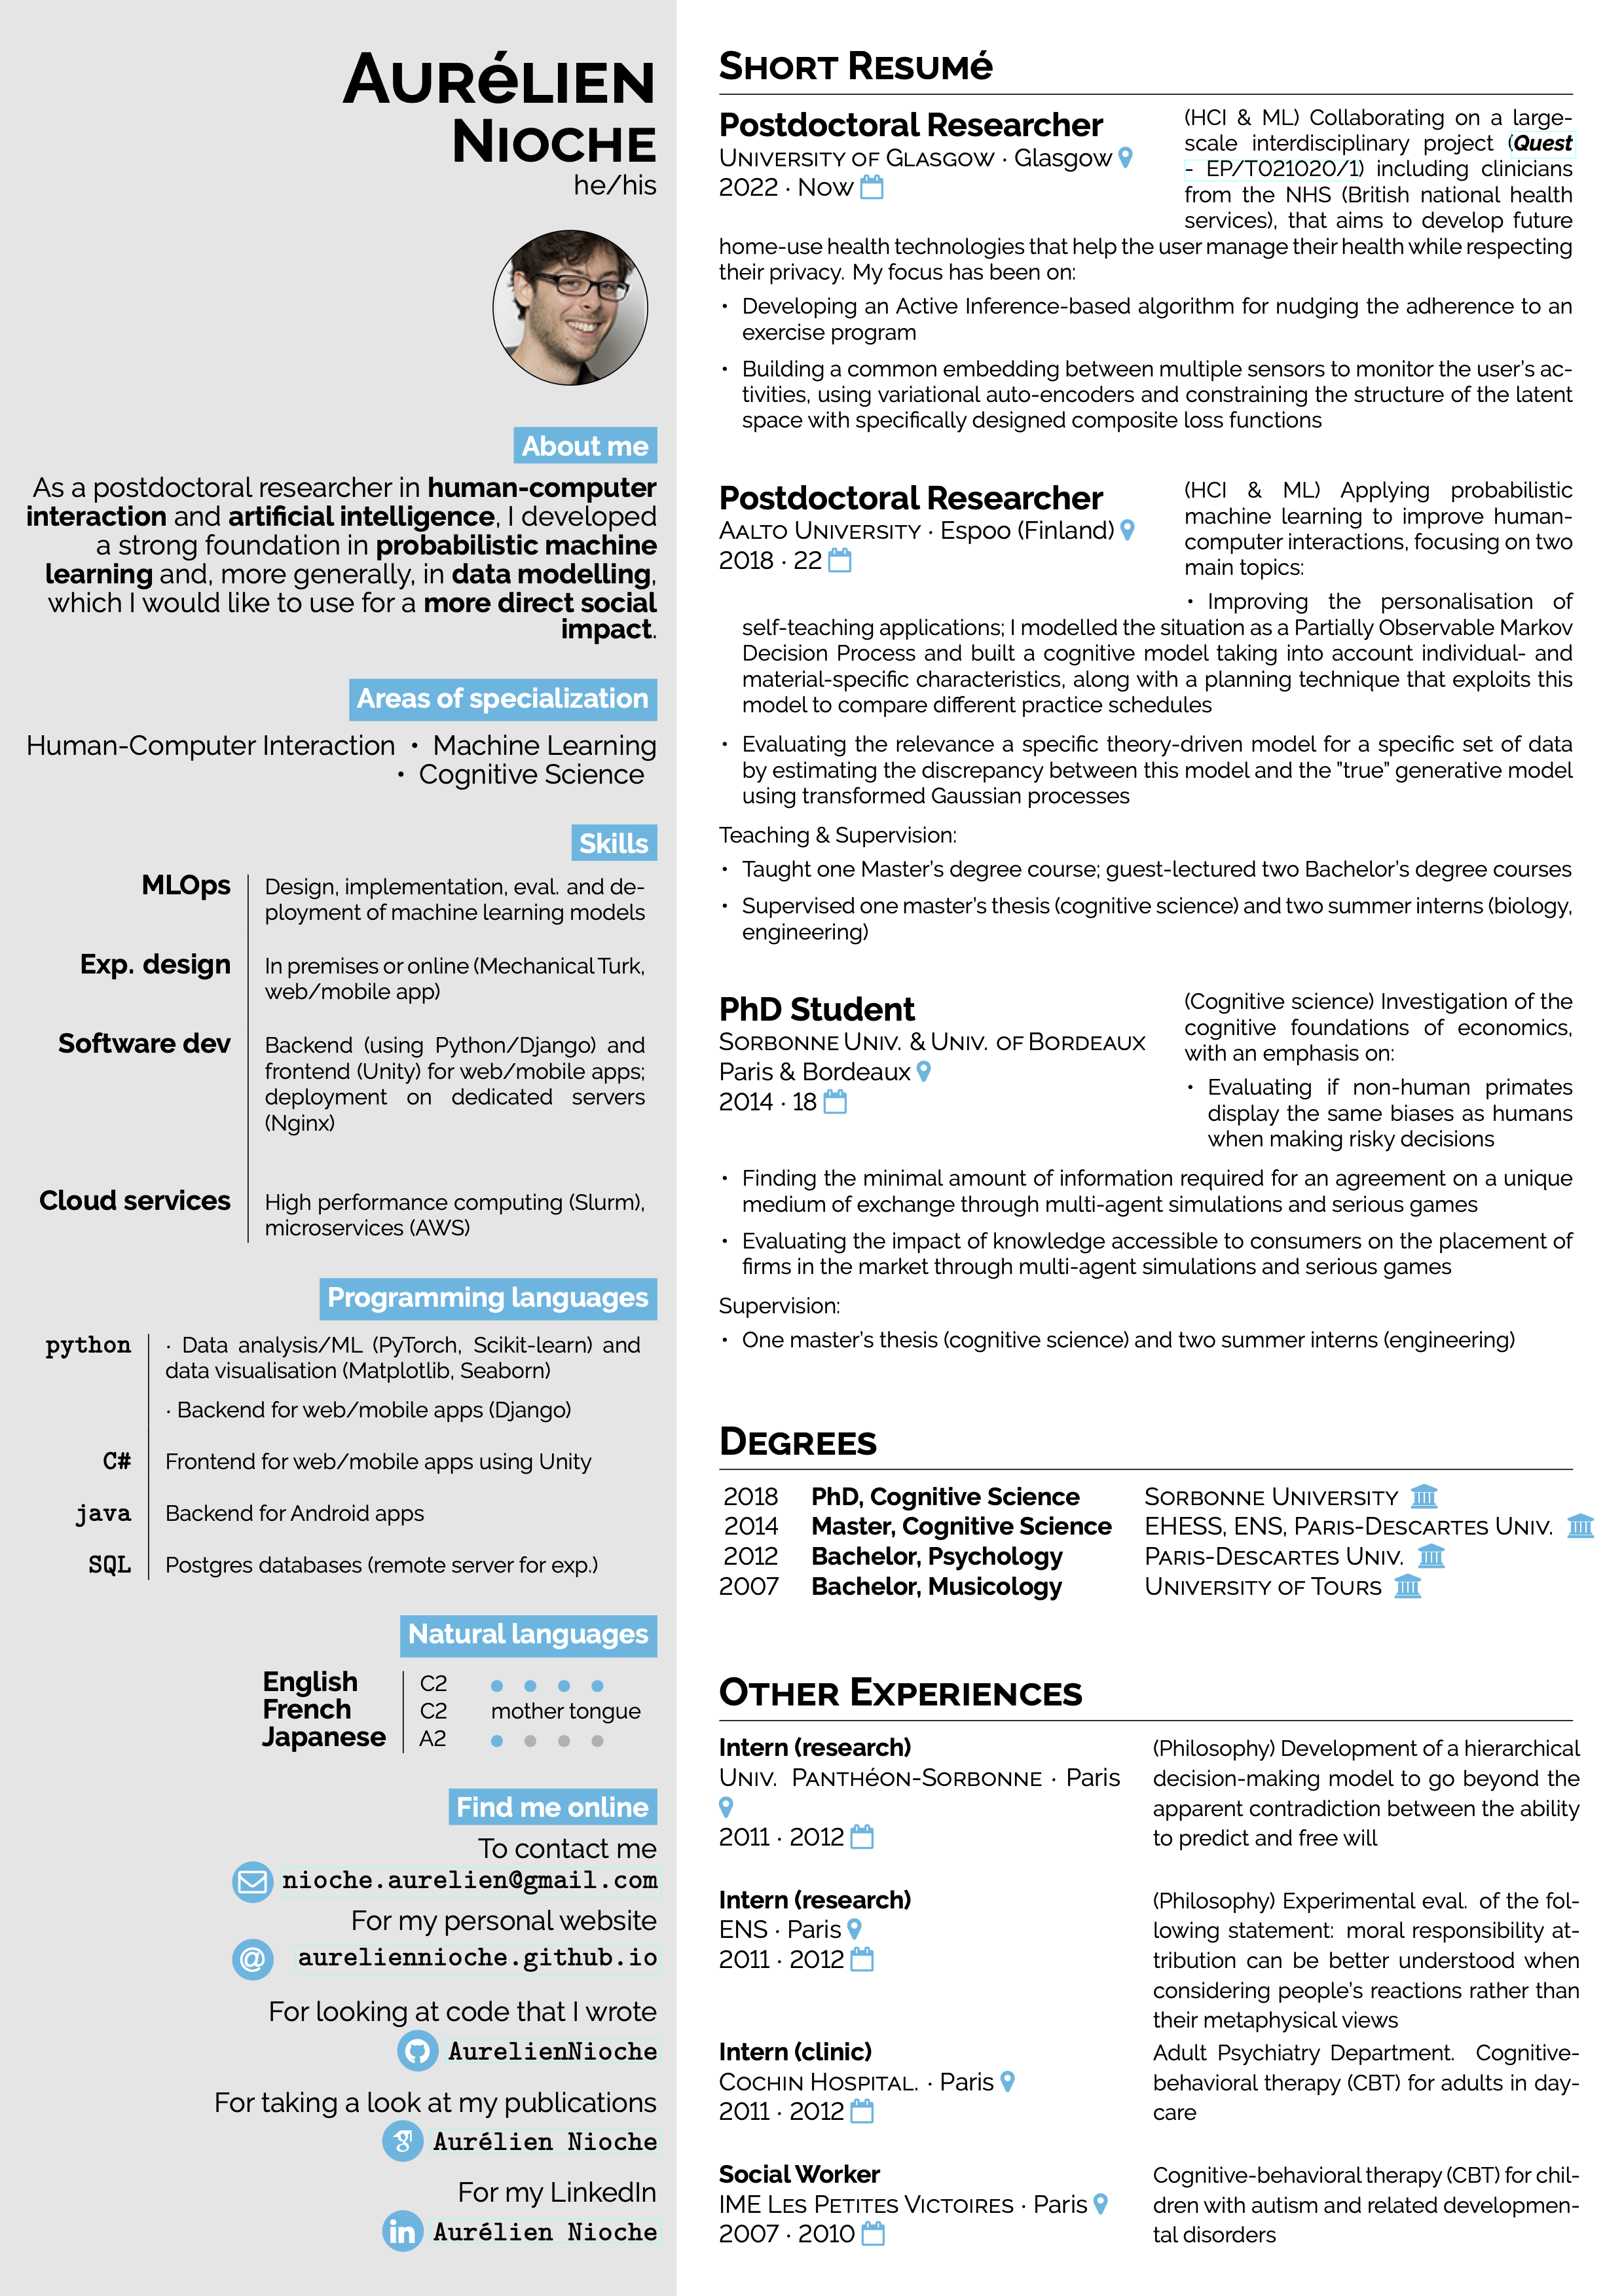 Aurélien
Nioche
he/his
About me
As a postdoctoral researcher in human-computer
interaction and artificial intelligence, I developed
a strong foundation in probabilistic machine
learning and, more generally, in data modelling,
which I would like to use for a more direct social
impact.
Areas of specialization
Human-Computer Interaction • Machine Learning
• Cognitive Science
Skills
MLOps Design, implementation, eval. and de-
ployment of machine learning models
Exp. design In premises or online (Mechanical Turk,
web/mobile app)
Software dev Backend (using Python/Django) and
frontend (Unity) for web/mobile apps;
deployment on dedicated servers
(Nginx)
Cloud services High performance computing (Slurm),
microservices (AWS)
Programming languages
python · Data analysis/ML (PyTorch, Scikit-learn) and
data visualisation (Matplotlib, Seaborn)
· Backend for web/mobile apps (Django)
C# Frontend for web/mobile apps using Unity
java Backend for Android apps
SQL Postgres databases (remote server for exp.)
Natural languages
English C2
French C2 mother tongue
Japanese A2
Find me online
To contact me
nioche.aurelien@gmail.com
For my personal website
@ aureliennioche.github.io
For looking at code that I wrote
AurelienNioche
For taking a look at my publications
Aurélien Nioche
For my LinkedIn
in Aurélien Nioche
Short Resumé
Postdoctoral Researcher
University of Glasgow · Glasgow
2022 · Now
(HCI & ML) Collaborating on a large-
scale interdisciplinary project (Quest
- EP/T021020/1) including clinicians
from the NHS (British national health
services), that aims to develop future
home-use health technologies that help the user manage their health while respecting
their privacy. My focus has been on:
• Developing an Active Inference-based algorithm for nudging the adherence to an
exercise program
• Building a common embedding between multiple sensors to monitor the user's ac-
tivities, using variational auto-encoders and constraining the structure of the latent
space with specifically designed composite loss functions
Postdoctoral Researcher
Aalto University · Espoo (Finland)
2018 · 22
(HCI & ML) Applying probabilistic
machine learning to improve human-
computer interactions, focusing on two
main topics:
• Improving the personalisation of
self-teaching applications; I modelled the situation as a Partially Observable Markov
Decision Process and built a cognitive model taking into account individual- and
material-specific characteristics, along with a planning technique that exploits this
model to compare different practice schedules
• Evaluating the relevance a specific theory-driven model for a specific set of data
by estimating the discrepancy between this model and the "true" generative model
using transformed Gaussian processes
Teaching & Supervision:
• Taught one Master's degree course; guest-lectured two Bachelor's degree courses
• Supervised one master's thesis (cognitive science) and two summer interns (biology,
engineering)
PhD Student
Sorbonne Univ. & Univ. of Bordeaux
Paris & Bordeaux
2014 · 18
(Cognitive science) Investigation of the
cognitive foundations of economics,
with an emphasis on:
• Evaluating if non-human primates
display the same biases as humans
when making risky decisions
• Finding the minimal amount of information required for an agreement on a unique
medium of exchange through multi-agent simulations and serious games
• Evaluating the impact of knowledge accessible to consumers on the placement of
firms in the market through multi-agent simulations and serious games
Supervision:
• One master's thesis (cognitive science) and two summer interns (engineering)
Degrees
2018 PhD, Cognitive Science Sorbonne University
2014 Master, Cognitive Science EHESS, ENS, Paris-Descartes Univ.
2012 Bachelor, Psychology Paris-Descartes Univ.
2007 Bachelor, Musicology University of Tours
Other Experiences
Intern (research)
Univ. Panthéon-Sorbonne · Paris
2011 · 2012
(Philosophy) Development of a hierarchical
decision-making model to go beyond the
apparent contradiction between the ability
to predict and free will
Intern (research)
ENS · Paris
2011 · 2012
(Philosophy) Experimental eval. of the fol-
lowing statement: moral responsibility at-
tribution can be better understood when
considering people's reactions rather than
their metaphysical views
Intern (clinic)
Cochin Hospital. · Paris
2011 · 2012
Adult Psychiatry Department. Cognitive-
behavioral therapy (CBT) for adults in day-
care
Social Worker
IME Les Petites Victoires · Paris
2007 · 2010
Cognitive-behavioral therapy (CBT) for chil-
dren with autism and related developmen-
tal disorders